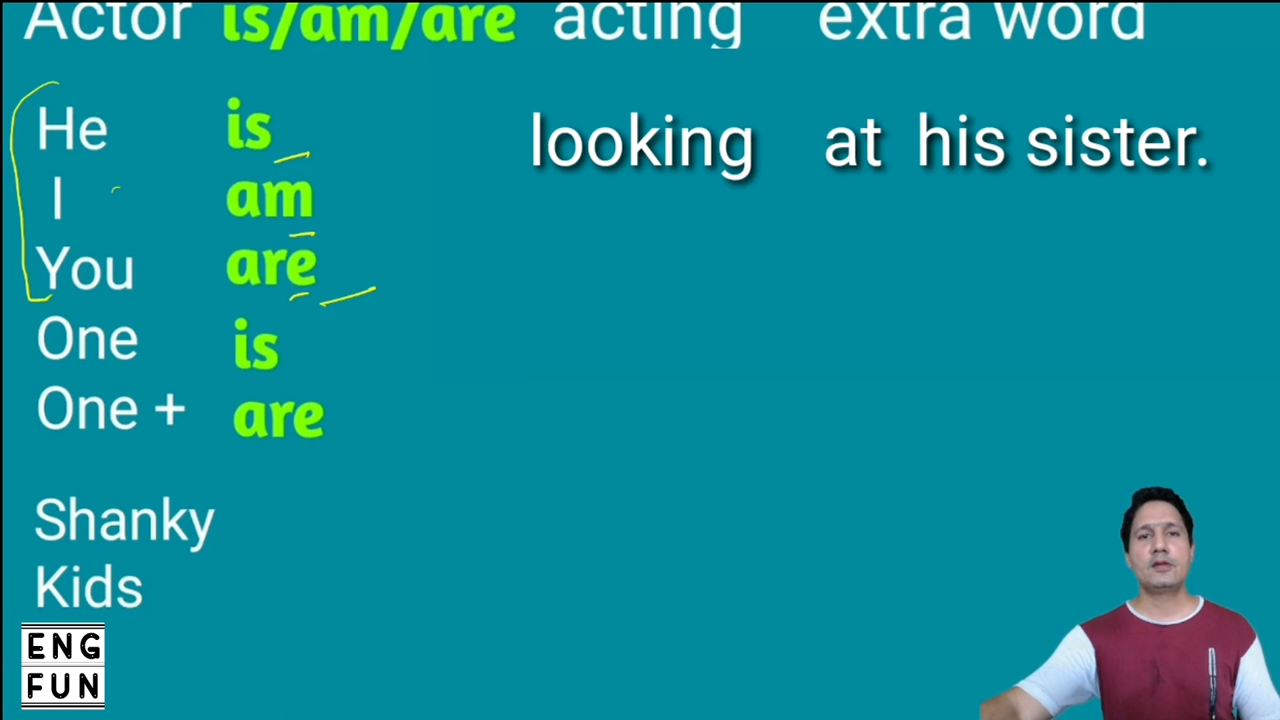 Actor is/am/are acting extra word
He is looking at his sister.
I am
You are
One is
One + are
Shanky
Kids
ENG
FUN